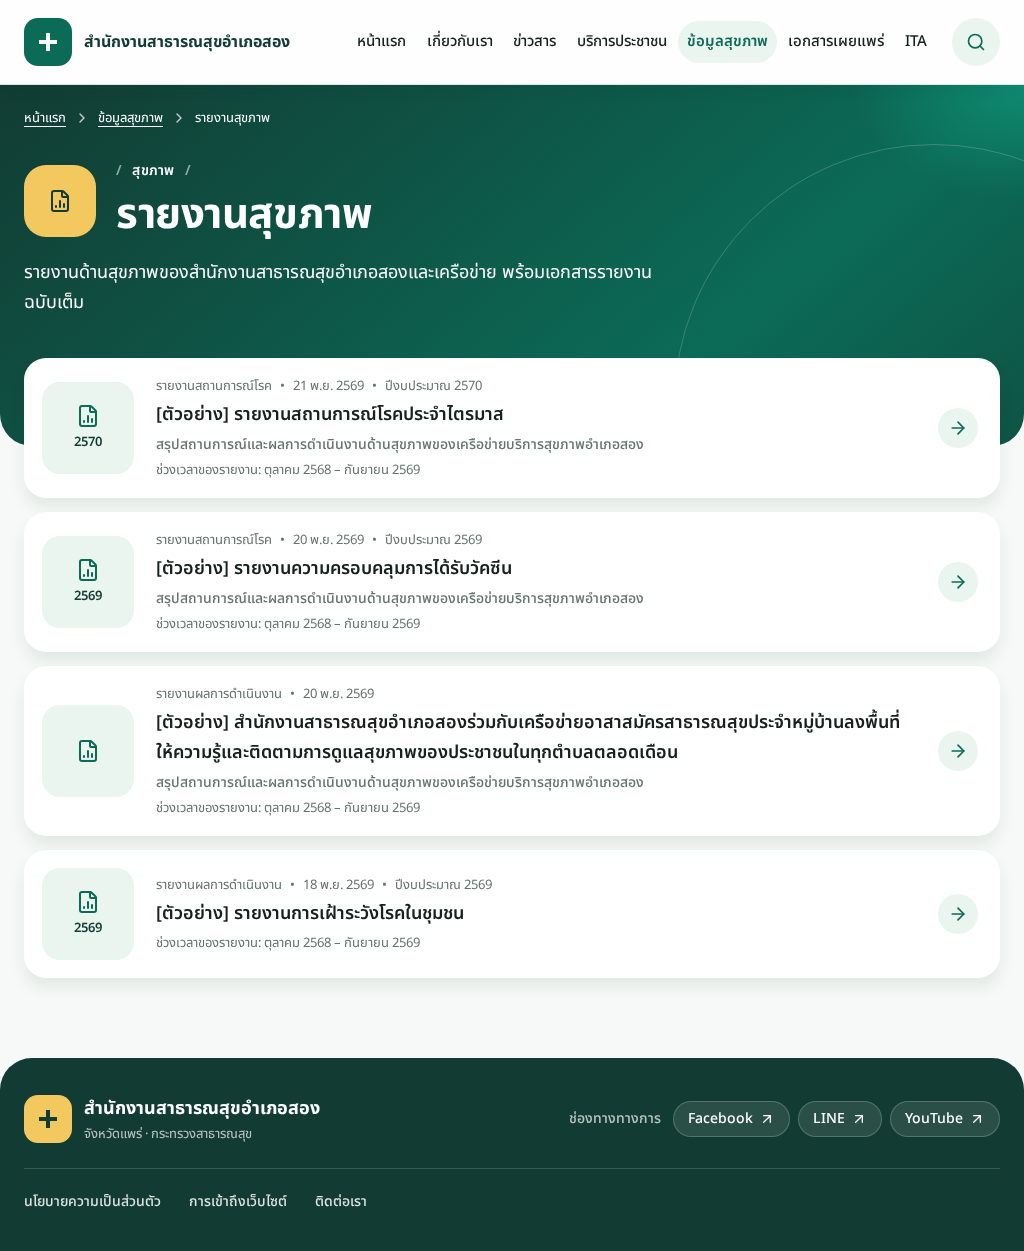 สำนักงานสาธารณสุขอำเภอสอง
หน้าแรก เกี่ยวกับเรา ข่าวสาร บริการประชาชน ข้อมูลสุขภาพ เอกสารเผยแพร่ ITA
หน้าแรก > ข้อมูลสุขภาพ > รายงานสุขภาพ
/ สุขภาพ /
รายงานสุขภาพ
รายงานด้านสุขภาพของสำนักงานสาธารณสุขอำเภอสองและเครือข่าย พร้อมเอกสารรายงาน
ฉบับเต็ม
2570
รายงานสถานการณ์โรค • 21 พ.ย. 2569 • ปีงบประมาณ 2570
[ตัวอย่าง] รายงานสถานการณ์โรคประจำไตรมาส
สรุปสถานการณ์และผลการดำเนินงานด้านสุขภาพของเครือข่ายบริการสุขภาพอำเภอสอง
ช่วงเวลาของรายงาน: ตุลาคม 2568 – กันยายน 2569
2569
รายงานสถานการณ์โรค • 20 พ.ย. 2569 • ปีงบประมาณ 2569
[ตัวอย่าง] รายงานความครอบคลุมการได้รับวัคซีน
สรุปสถานการณ์และผลการดำเนินงานด้านสุขภาพของเครือข่ายบริการสุขภาพอำเภอสอง
ช่วงเวลาของรายงาน: ตุลาคม 2568 – กันยายน 2569
รายงานผลการดำเนินงาน • 20 พ.ย. 2569
[ตัวอย่าง] สำนักงานสาธารณสุขอำเภอสองร่วมกับเครือข่ายอาสาสมัครสาธารณสุขประจำหมู่บ้านลงพื้นที่
ให้ความรู้และติดตามการดูแลสุขภาพของประชาชนในทุกตำบลตลอดเดือน
สรุปสถานการณ์และผลการดำเนินงานด้านสุขภาพของเครือข่ายบริการสุขภาพอำเภอสอง
ช่วงเวลาของรายงาน: ตุลาคม 2568 – กันยายน 2569
2569
รายงานผลการดำเนินงาน • 18 พ.ย. 2569 • ปีงบประมาณ 2569
[ตัวอย่าง] รายงานการเฝ้าระวังโรคในชุมชน
ช่วงเวลาของรายงาน: ตุลาคม 2568 – กันยายน 2569
สำนักงานสาธารณสุขอำเภอสอง
จังหวัดแพร่ · กระทรวงสาธารณสุข
ช่องทางทางการ Facebook LINE YouTube
นโยบายความเป็นส่วนตัว การเข้าถึงเว็บไซต์ ติดต่อเรา